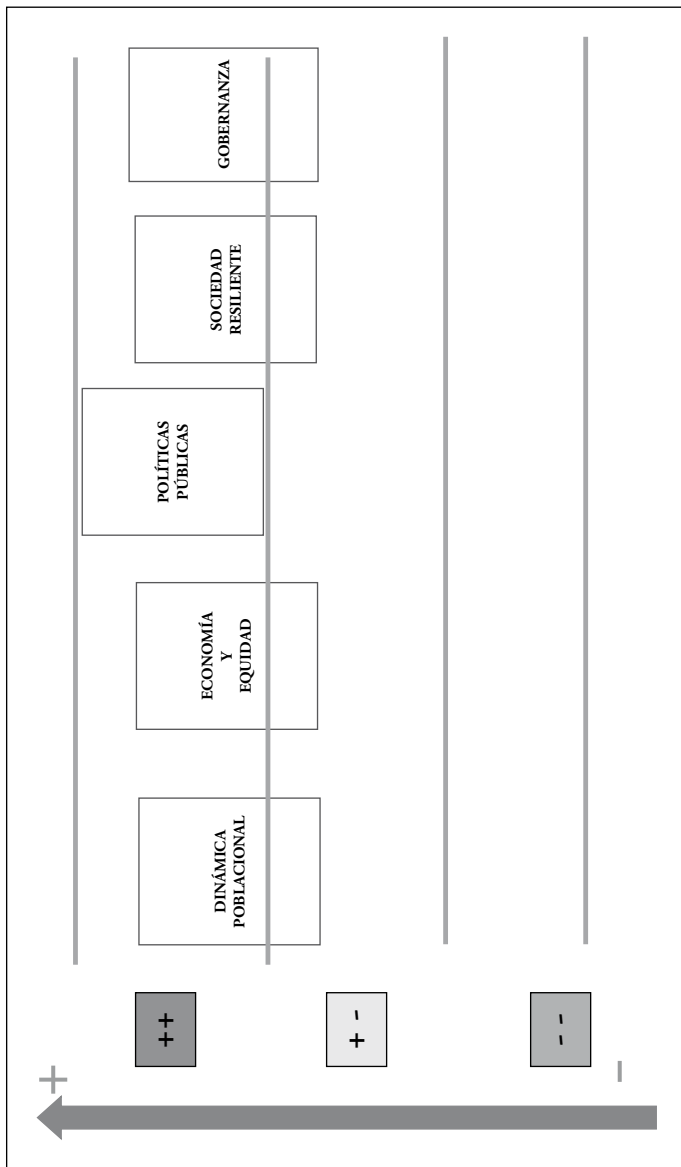 +
++
+ -
- -
-
DINÁMICA
POBLACIONAL
ECONOMÍA
Y
EQUIDAD
POLÍTICAS
PÚBLICAS
SOCIEDAD
RESILIENTE
GOBERNANZA